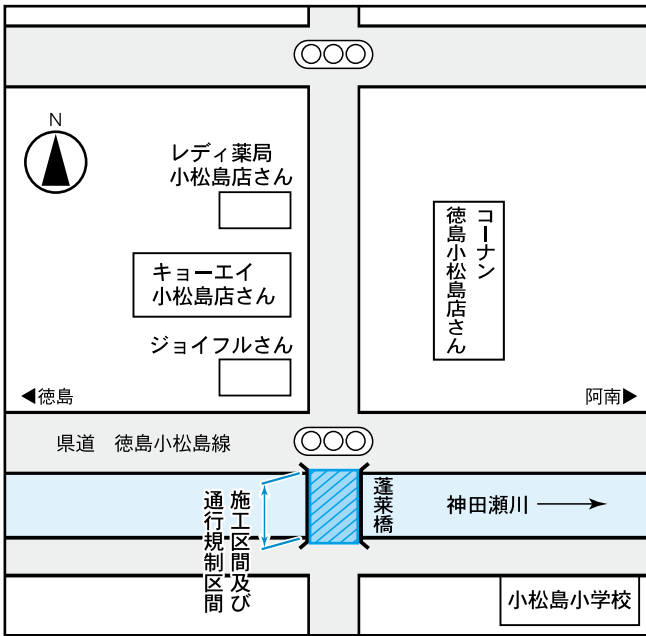 N
レディ薬局
小松島店さん
キョーエイ
小松島店さん
ジョイフルさん
コーナン
徳島小松島店さん
◀徳島
阿南▶
県道 徳島小松島線
施工区間及び
通行規制区間
蓬莱橋
神田瀬川
小松島小学校